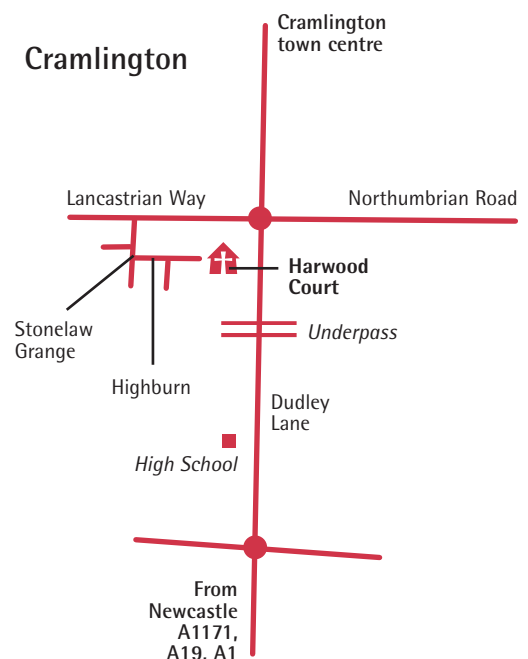 Cramlington
town centre
Cramlington
Lancastrian Way
Northumbrian Road
Harwood
Court
Stonelaw
Grange
Underpass
Highburn
Dudley
Lane
High School
From
Newcastle
A1171,
A19, A1